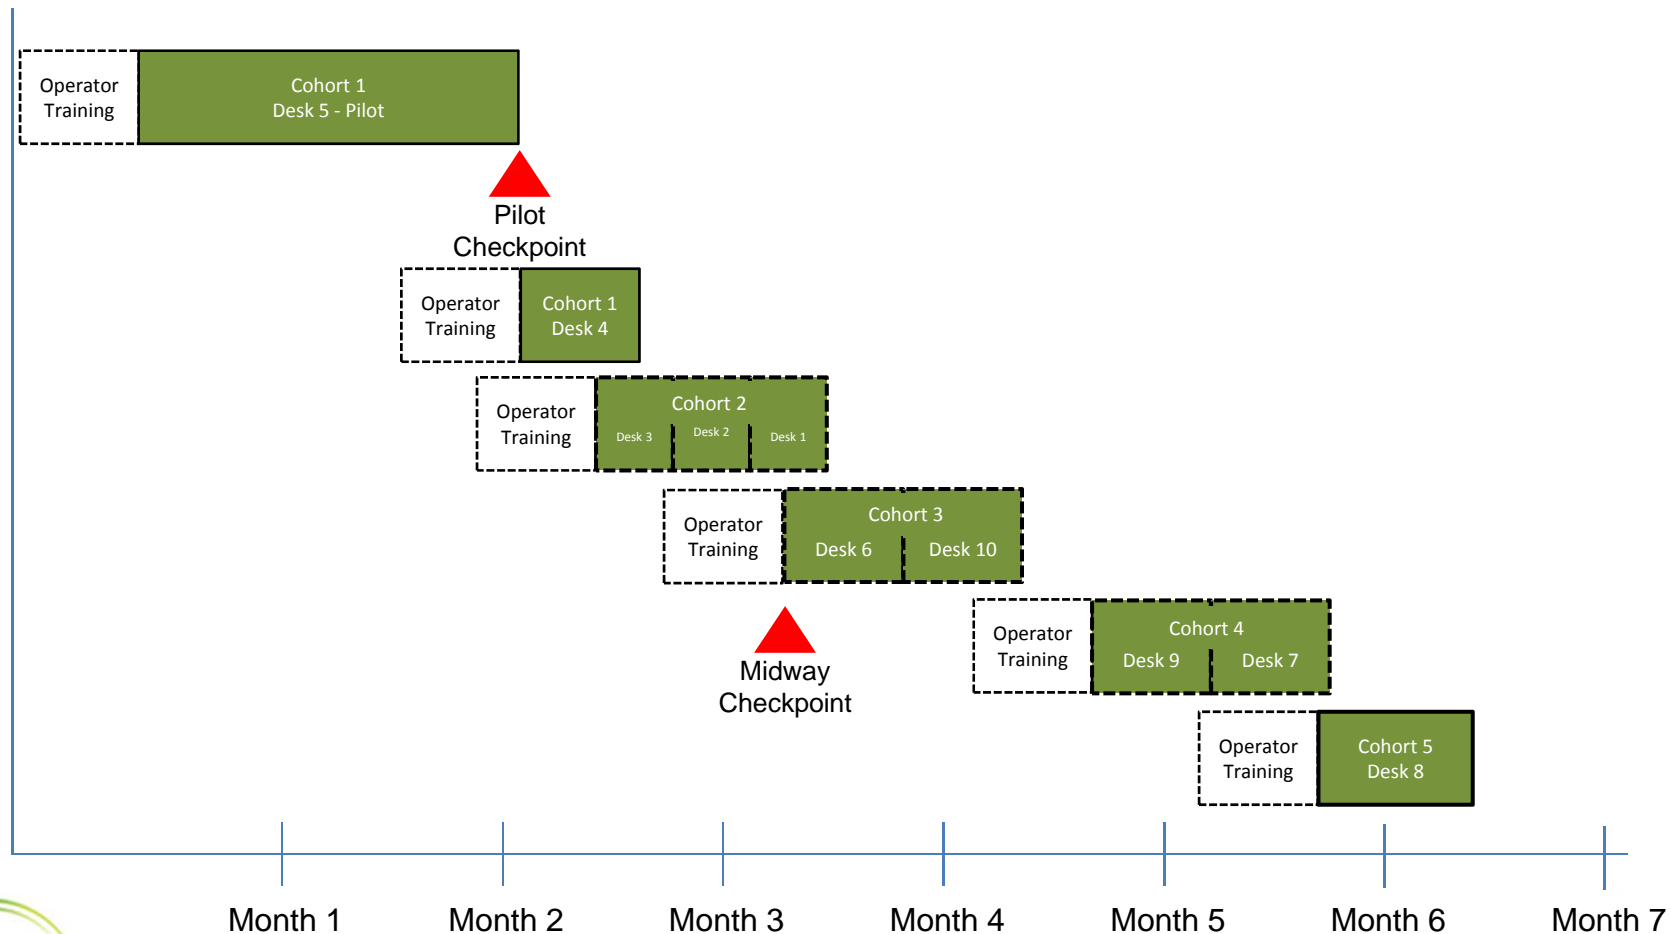 Operator
Training
Cohort 1
Desk 5 - Pilot
Pilot
Checkpoint
Operator
Training
Cohort 1
Desk 4
Operator
Training
Cohort 2
Desk 3
Desk 2
Desk 1
Operator
Training
Cohort 3
Desk 6
Desk 10
Midway
Checkpoint
Operator
Training
Cohort 4
Desk 9
Desk 7
Operator
Training
Cohort 5
Desk 8
Month 1
Month 2
Month 3
Month 4
Month 5
Month 6
Month 7